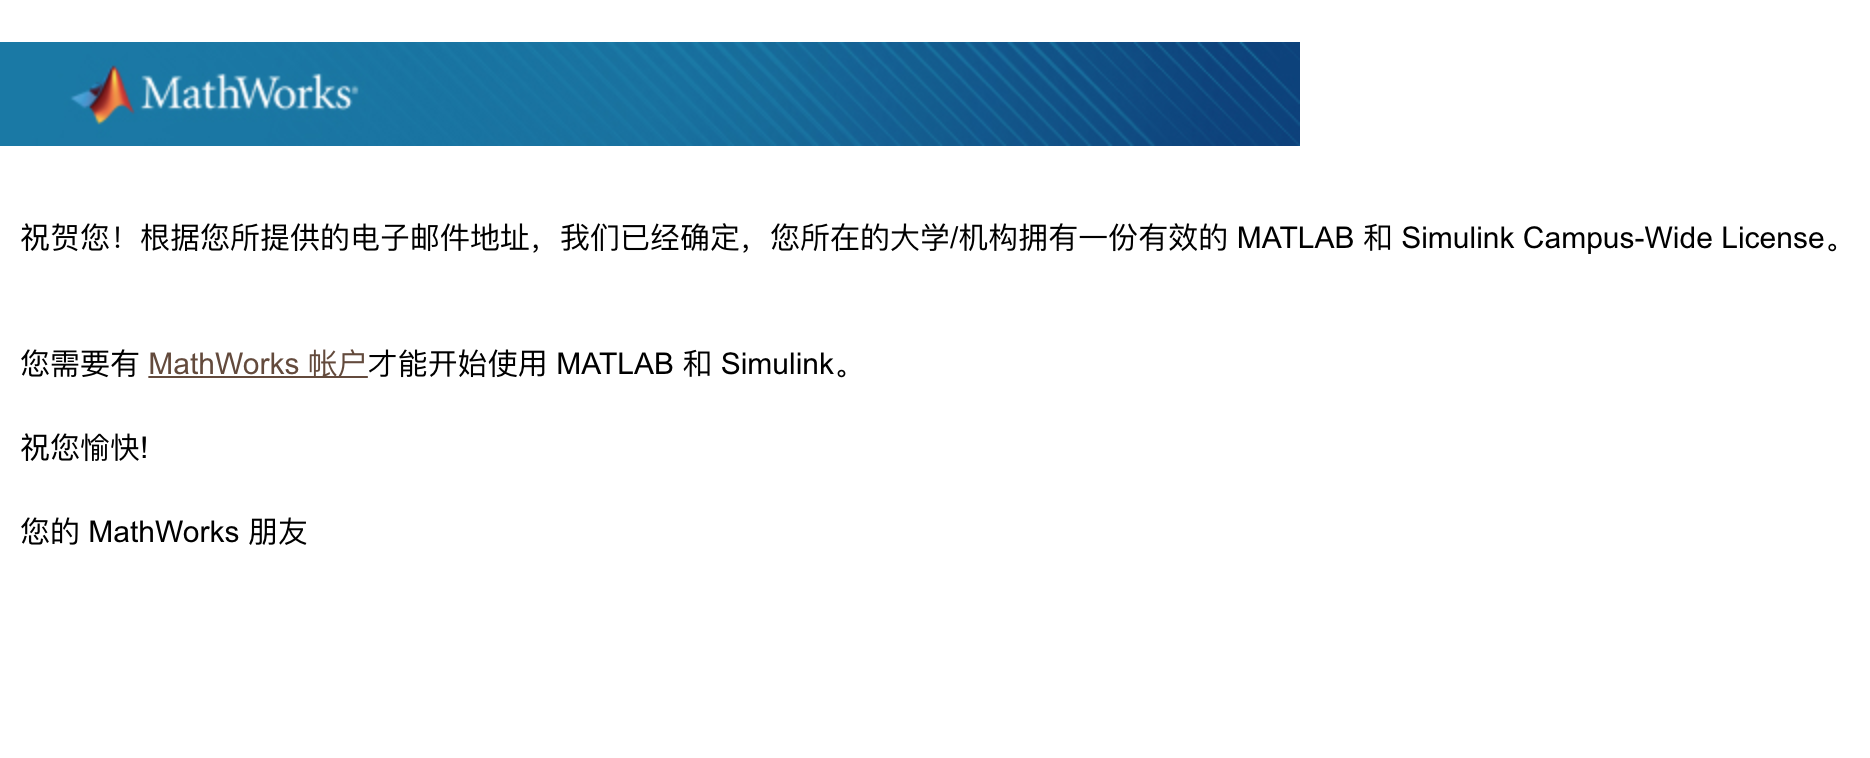 MathWorks®
祝贺您！根据您所提供的电子邮件地址，我们已经确定，您所在的大学/机构拥有一份有效的 MATLAB 和 Simulink Campus-Wide License。
您需要有 MathWorks 帐户才能开始使用 MATLAB 和 Simulink。
祝您愉快!
您的 MathWorks 朋友